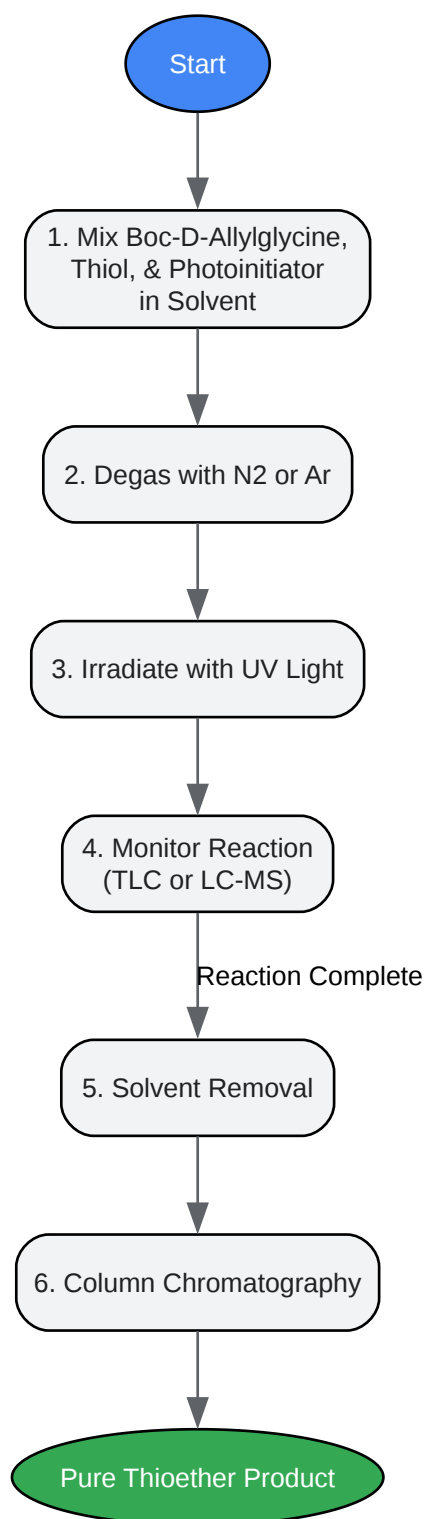 Start
1. Mix Boc-D-Allylglycine,
Thiol, & Photoinitiator
in Solvent
2. Degas with N2 or Ar
3. Irradiate with UV Light
4. Monitor Reaction
(TLC or LC-MS)
Reaction Complete
5. Solvent Removal
6. Column Chromatography
Pure Thioether Product